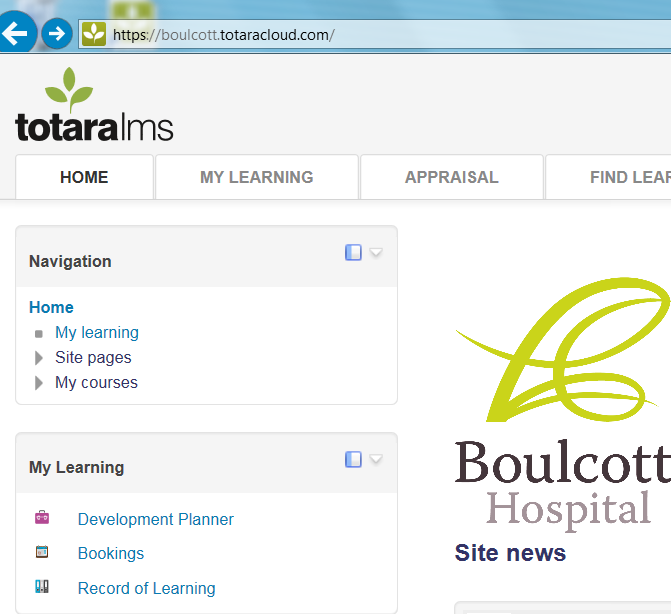 https://boulcott.totaracloud.com/
totaralms
HOME
MY LEARNING
APPRAISAL
FIND LEAR
Navigation
Home
My learning
Site pages
My courses
My Learning
Development Planner
Bookings
Record of Learning
Boulcott
Hospital
Site news